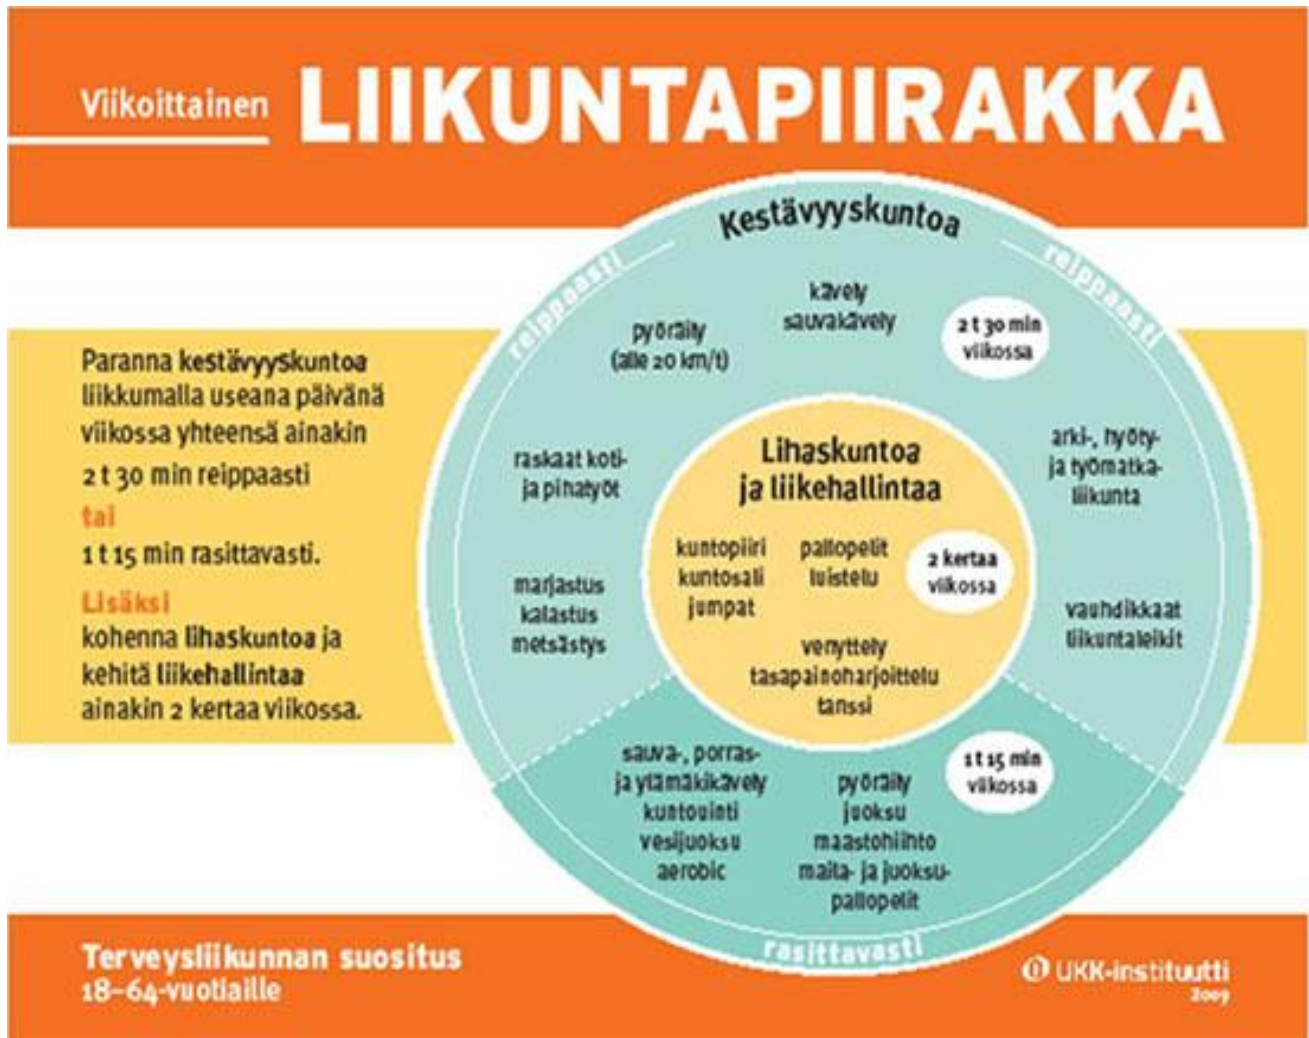 Viikoittainen LIIKUNTAPIIRAKKA
Paranna kestävyyskuntoa
liikkumalla useana päivänä
viikossa yhteensä ainakin
2 t 30 min reippaasti
tai
1 t 15 min rasittavasti.
Lisäksi
kohenna lihaskuntoa ja
kehitä liikehallintaa
ainakin 2 kertaa viikossa.
Kestävyyskuntoa
reippaasti
reippaasti
kävely
sauvakävely
pyöräily
(alle 20 km/t)
2 t 30 min
viikossa
raskaat koti-
ja pihatyöt
arki-, hyöty-
ja työmatka-
liikunta
marjastus
kalastus
metsästys
vauhdikkaat
liikuntaleikit
Lihaskuntoa
ja liikehallintaa
kuntopiiri
kuntosali
jumpat
pallopelit
luistelu
2 kertaa
viikossa
venyttely
tasapainoharjoittelu
tanssi
sauva-, porras-
ja ylämäkikävely
kuntouinti
vesijuoksu
aerobic
pyöräily
juoksu
maastohiihto
maila- ja juoksu-
pallopelit
1 t 15 min
viikossa
rasittavasti
Terveysliikunnan suositus
18–64-vuotiaille
UKK-instituutti
2009